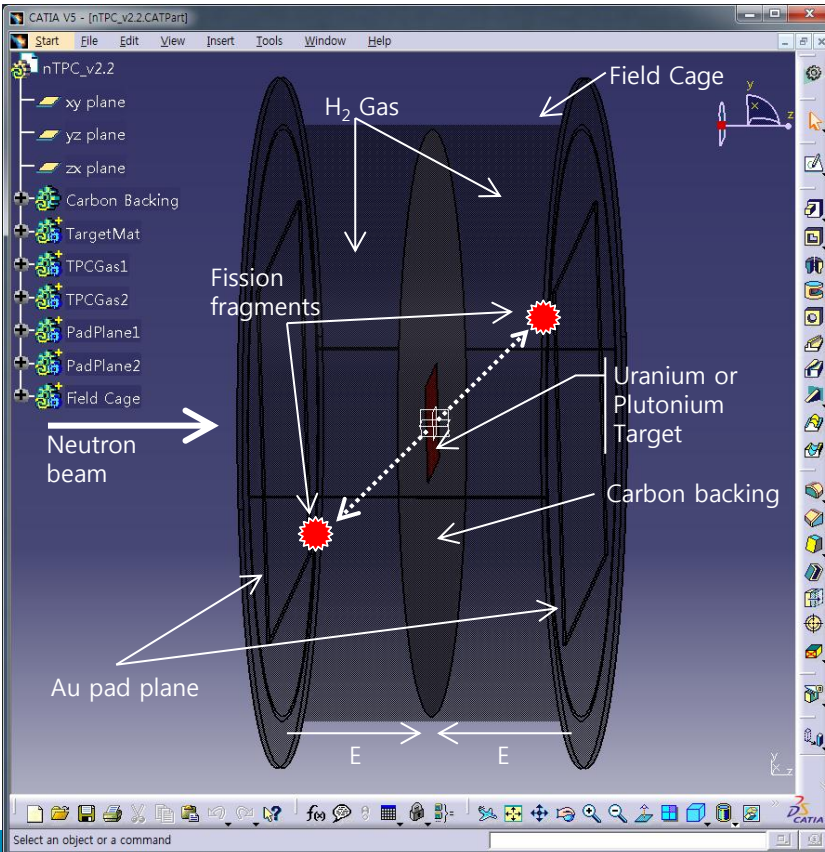 CATIA V5 - [nTPC_v2.2.CATPart]
Start File Edit View Insert Tools Window Help
nTPC_v2.2
xy plane
yz plane
zx plane
Carbon Backing
TargetMat
TPCGas1
TPCGas2
PadPlane1
PadPlane2
Field Cage
H₂ Gas
Field Cage
y
x
z
Fission
fragments
Uranium or
Plutonium
Target
Neutron
beam
Carbon backing
Au pad plane
E E
y
x z
f(x)
CATIA
Select an object or a command